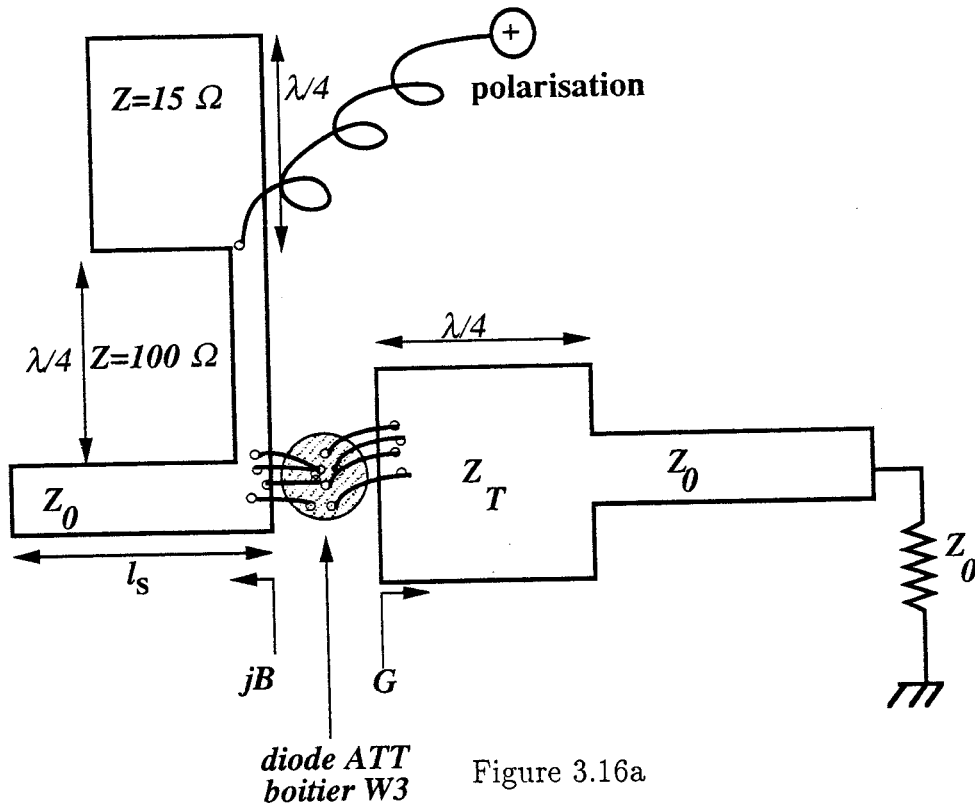 +
polarisation
Z=15 Ω
λ/4
λ/4
Z=100 Ω
λ/4
Z0
ZT
Z0
Z0
ls
jB
G
diode ATT
boitier W3
Figure 3.16a